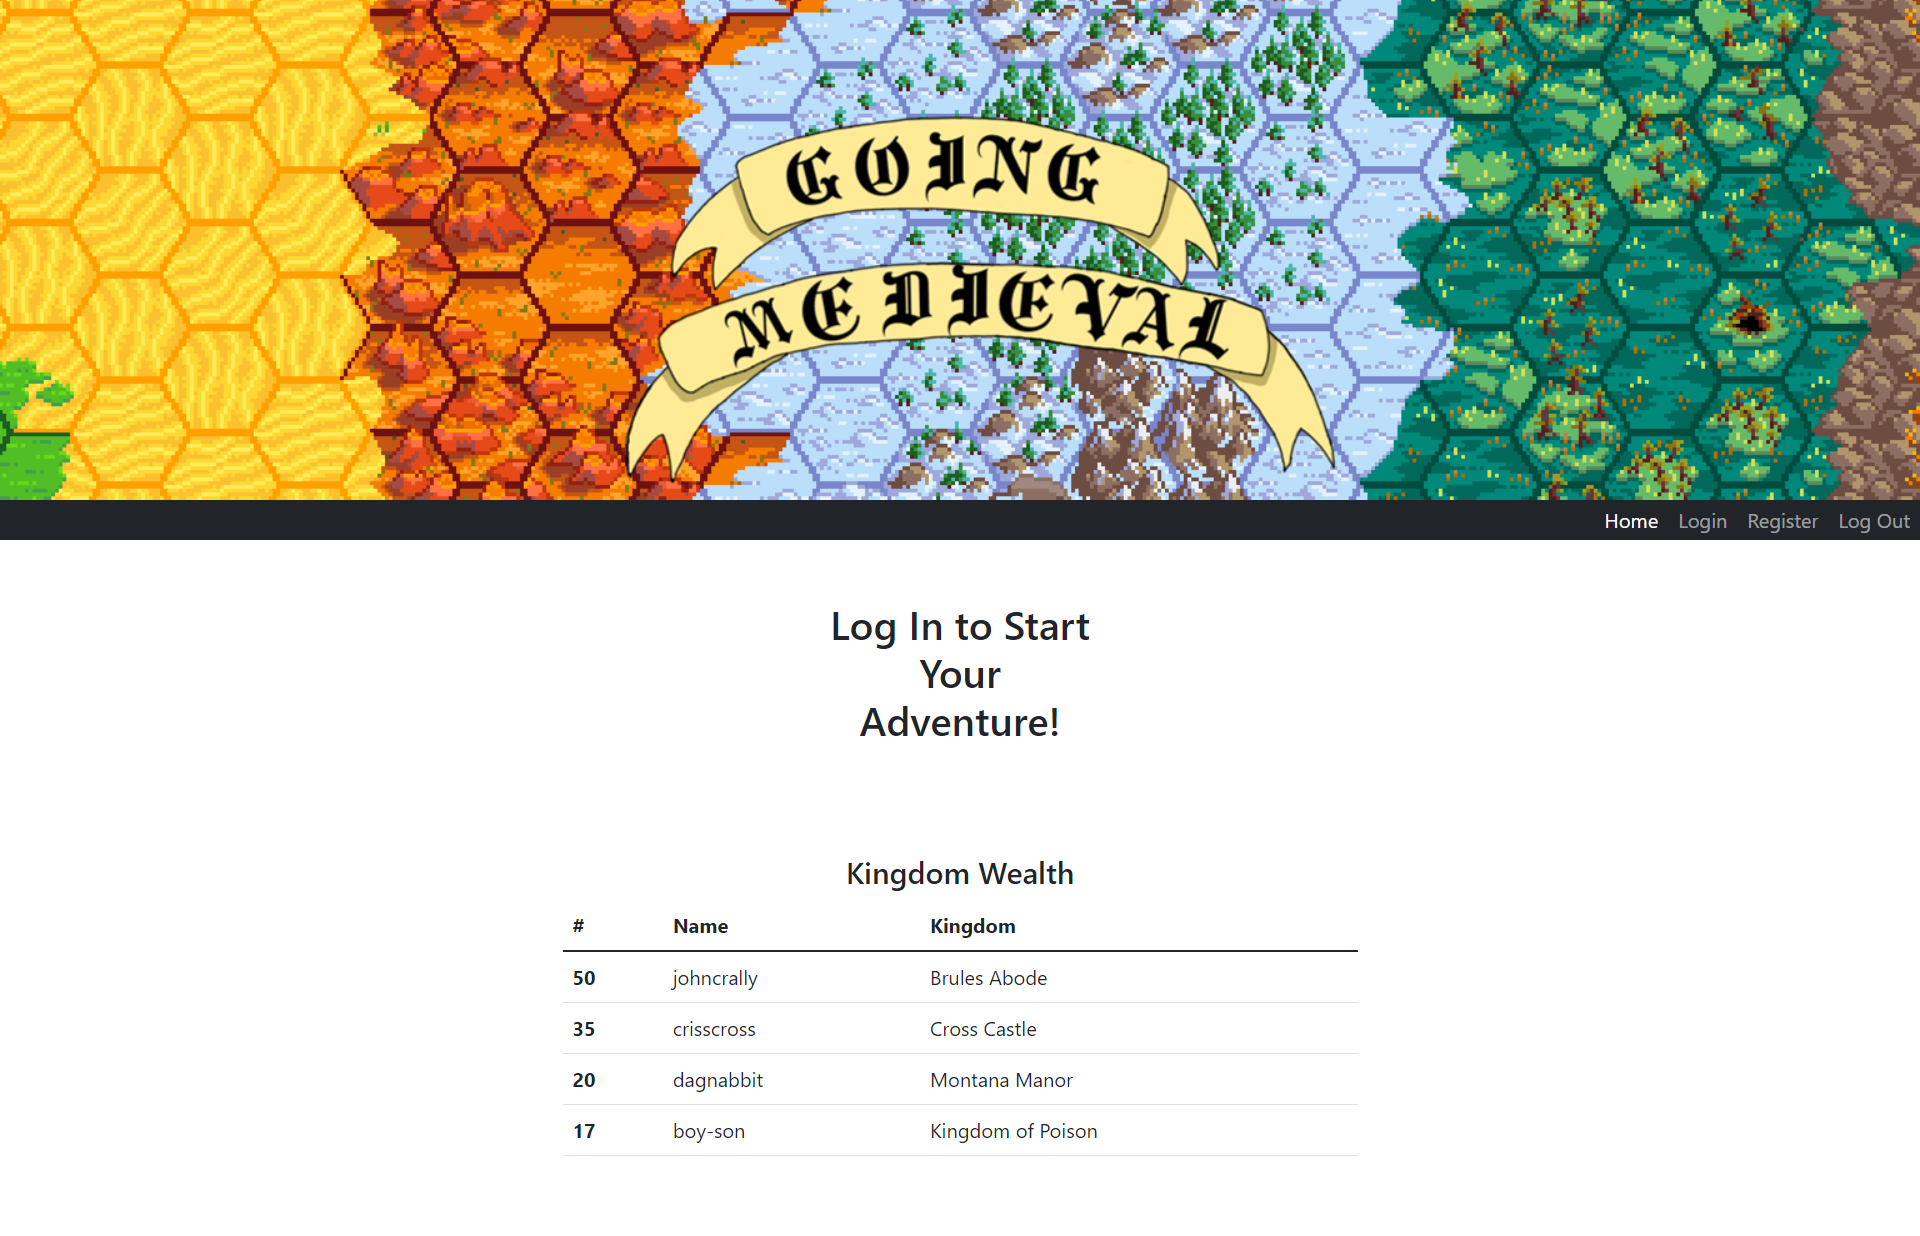 GOING
MEDIEVAL
Home Login Register Log Out
Log In to Start
Your
Adventure!
Kingdom Wealth
# Name Kingdom
50 johncrally Brules Abode
35 crisscross Cross Castle
20 dagnabbit Montana Manor
17 boy-son Kingdom of Poison